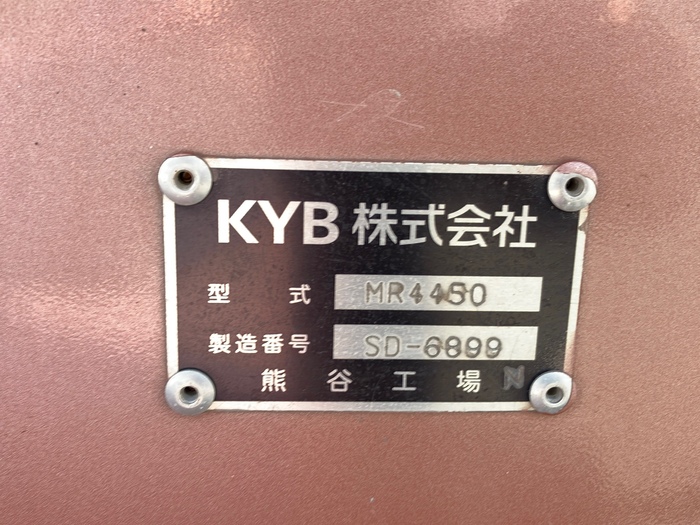 KYB 株式会社
型式 MR4450
製造番号 SD-6899
熊谷工場 N